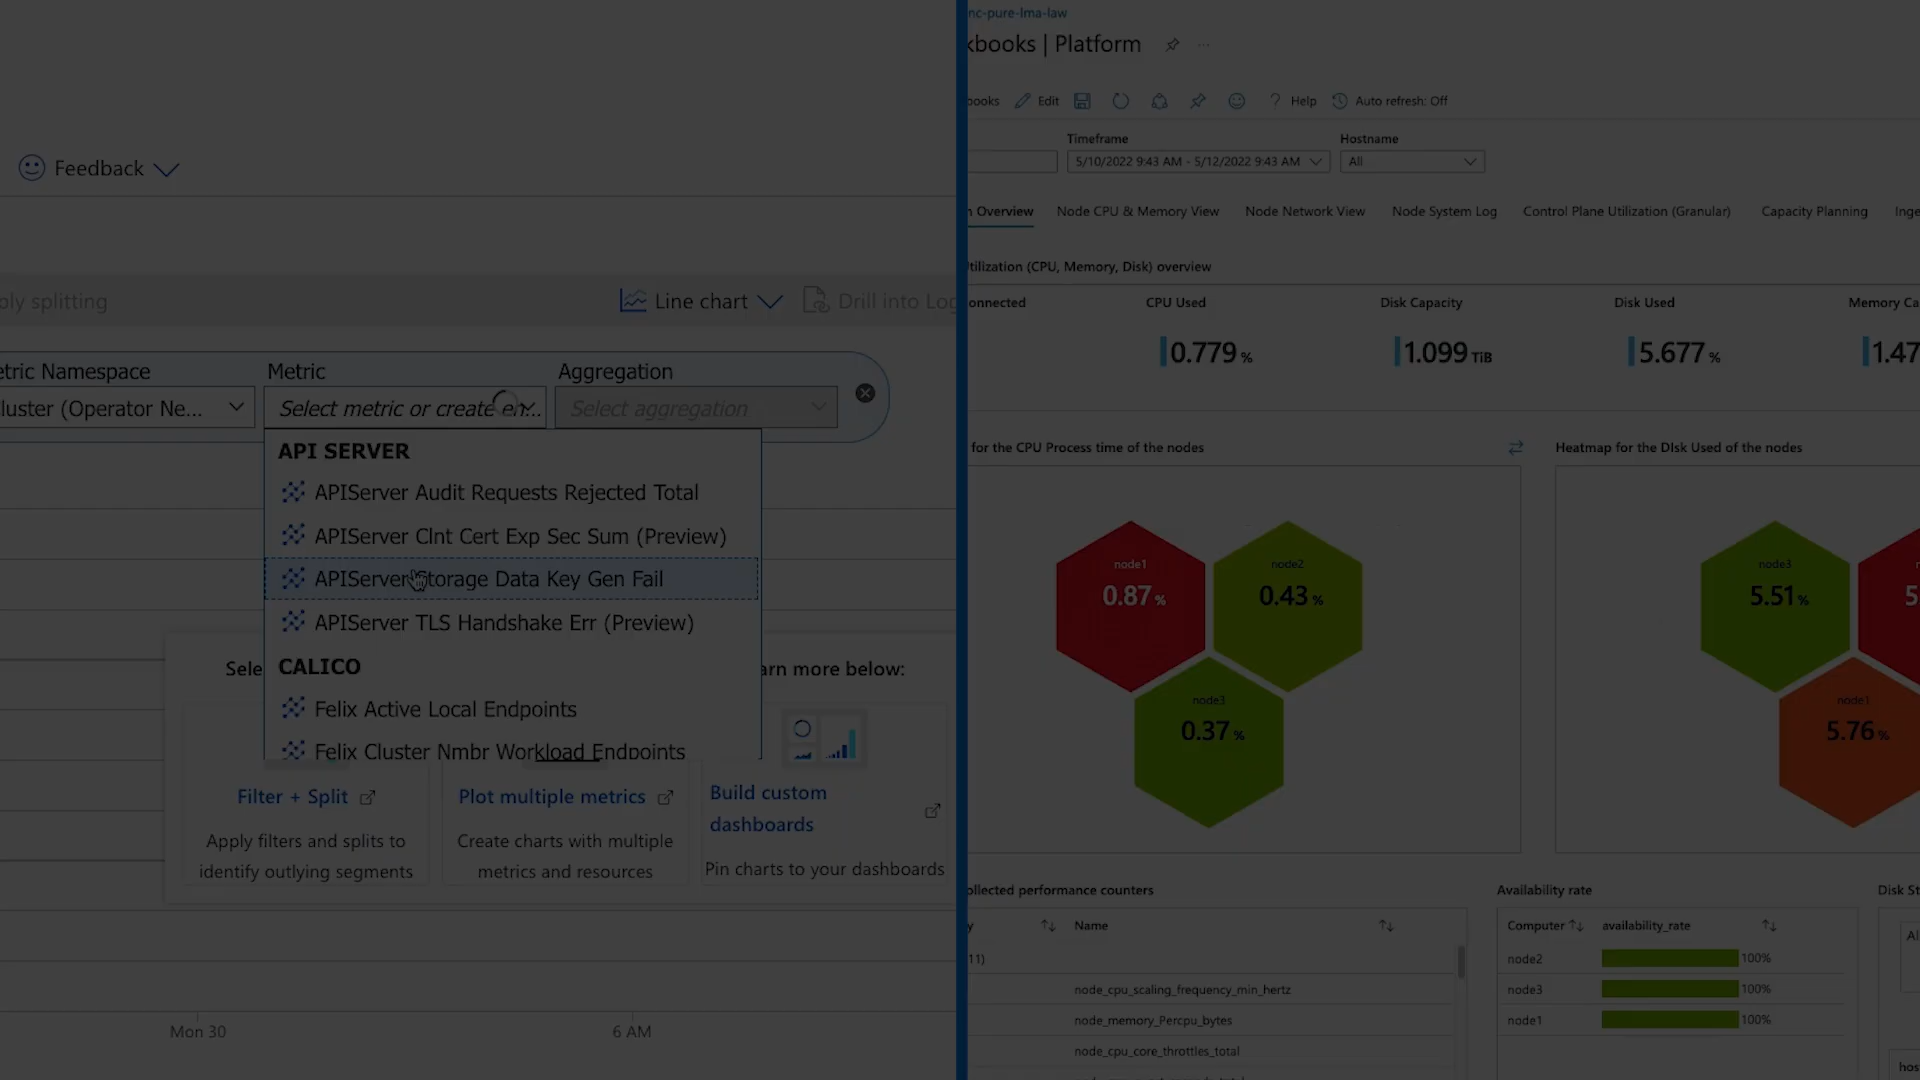 Feedback
ply splitting
Line chart
Drill into Log
etric Namespace
Metric
Aggregation
luster (Operator Ne...
Select metric or create en...
Select aggregation
API SERVER
APIServer Audit Requests Rejected Total
APIServer Clnt Cert Exp Sec Sum (Preview)
APIServer Storage Data Key Gen Fail
APIServer TLS Handshake Err (Preview)
CALICO
Felix Active Local Endpoints
Felix Cluster Nmbr Workload Endpoints
Sele
arn more below:
Filter + Split
Apply filters and splits to
identify outlying segments
Plot multiple metrics
Create charts with multiple
metrics and resources
Build custom
dashboards
Pin charts to your dashboards
Mon 30
6 AM
nc-pure-lma-law
kbooks | Platform
ooks
Edit
? Help
Auto refresh: Off
Timeframe
Hostname
5/10/2022 9:43 AM - 5/12/2022 9:43 AM
All
n Overview
Node CPU & Memory View
Node Network View
Node System Log
Control Plane Utilization (Granular)
Capacity Planning
Inge
tilization (CPU, Memory, Disk) overview
onnected
CPU Used
Disk Capacity
Disk Used
Memory Ca
0.779 %
1.099 TiB
5.677 %
1.47
for the CPU Process time of the nodes
Heatmap for the DIsk Used of the nodes
node1
0.87 %
node2
0.43 %
node3
0.37 %
node3
5.51 %
n
5
node1
5.76 %
ollected performance counters
Availability rate
Disk St
y
Name
Computer
availability_rate
Al
11)
node2
100%
node_cpu_scaling_frequency_min_hertz
node3
100%
node_memory_Percpu_bytes
node1
100%
node_cpu_core_throttles_total
hos